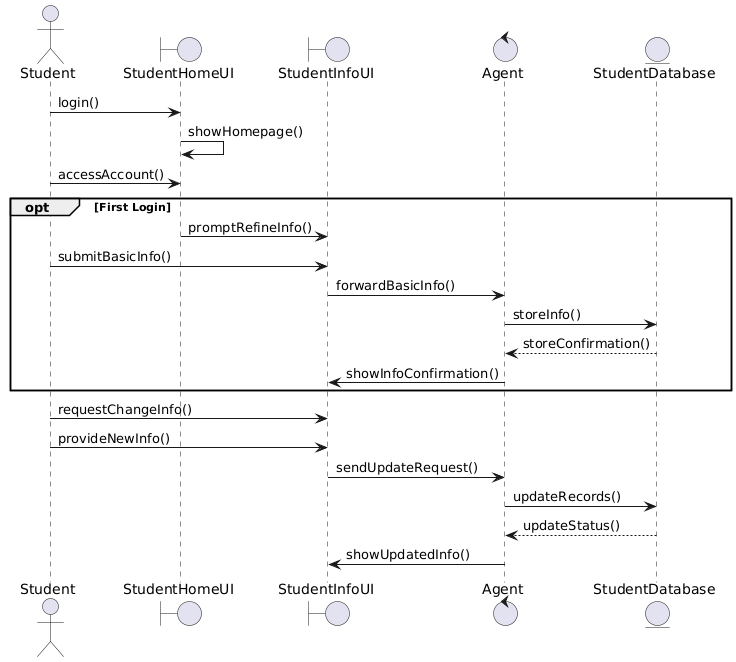 Student StudentHomeUI StudentInfoUI Agent StudentDatabase
login()
showHomepage()
accessAccount()
opt [First Login]
promptRefineInfo()
submitBasicInfo()
forwardBasicInfo()
storeInfo()
storeConfirmation()
showInfoConfirmation()
requestChangeInfo()
provideNewInfo()
sendUpdateRequest()
updateRecords()
updateStatus()
showUpdatedInfo()
Student StudentHomeUI StudentInfoUI Agent StudentDatabase